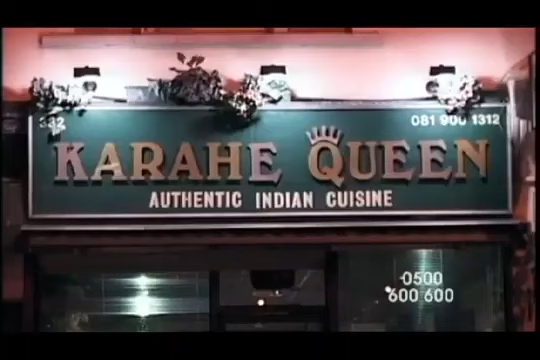 332
081 900 1312
KARAHE QUEEN
AUTHENTIC INDIAN CUISINE
0500
600 600